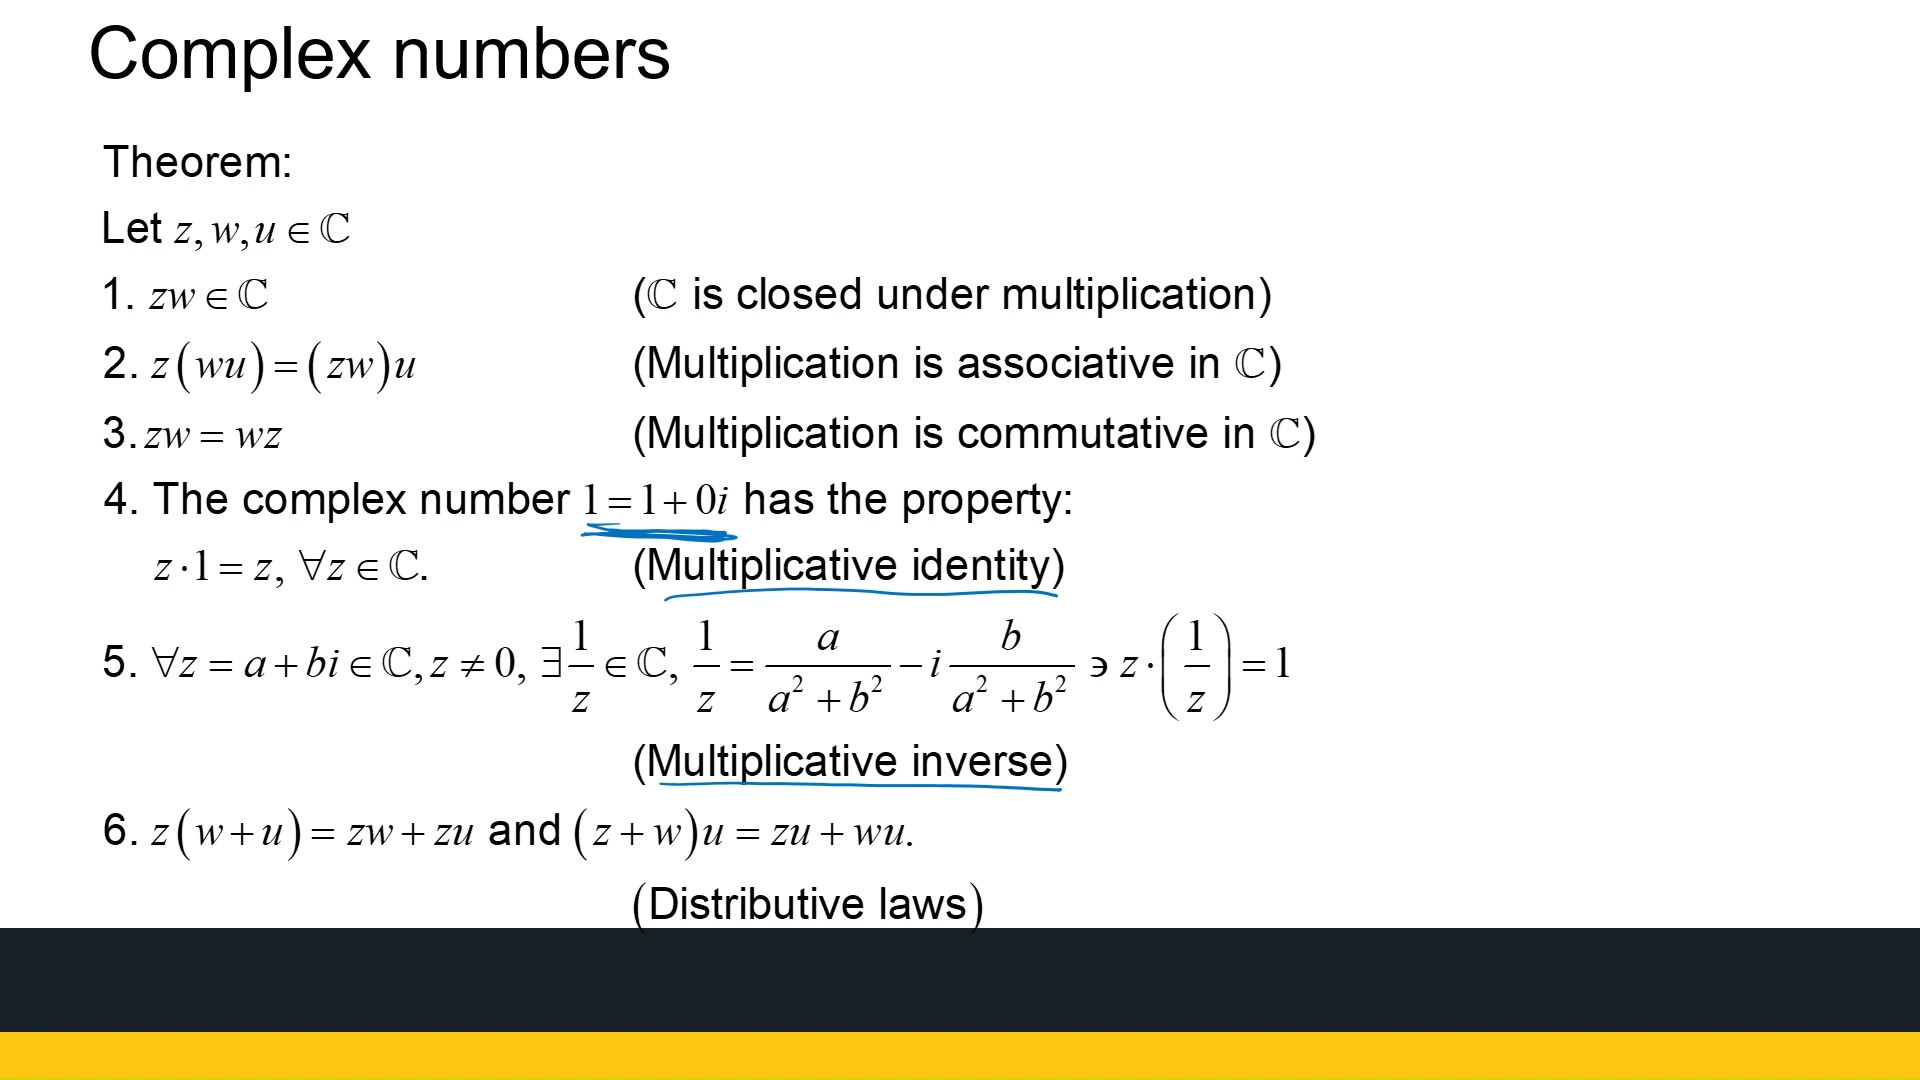 Complex numbers
Theorem:
Let z, w, u ∈ ℂ
1. zw ∈ ℂ (ℂ is closed under multiplication)
2. z(wu) = (zw)u (Multiplication is associative in ℂ)
3. zw = wz (Multiplication is commutative in ℂ)
4. The complex number 1 = 1 + 0i has the property:
z · 1 = z, ∀z ∈ ℂ. (Multiplicative identity)
5. ∀z = a + bi ∈ ℂ, z ≠ 0, ∃ 1/z ∈ ℂ, 1/z = a/(a² + b²) − i b/(a² + b²) ∍ z · (1/z) = 1
(Multiplicative inverse)
6. z(w + u) = zw + zu and (z + w)u = zu + wu.
(Distributive laws)